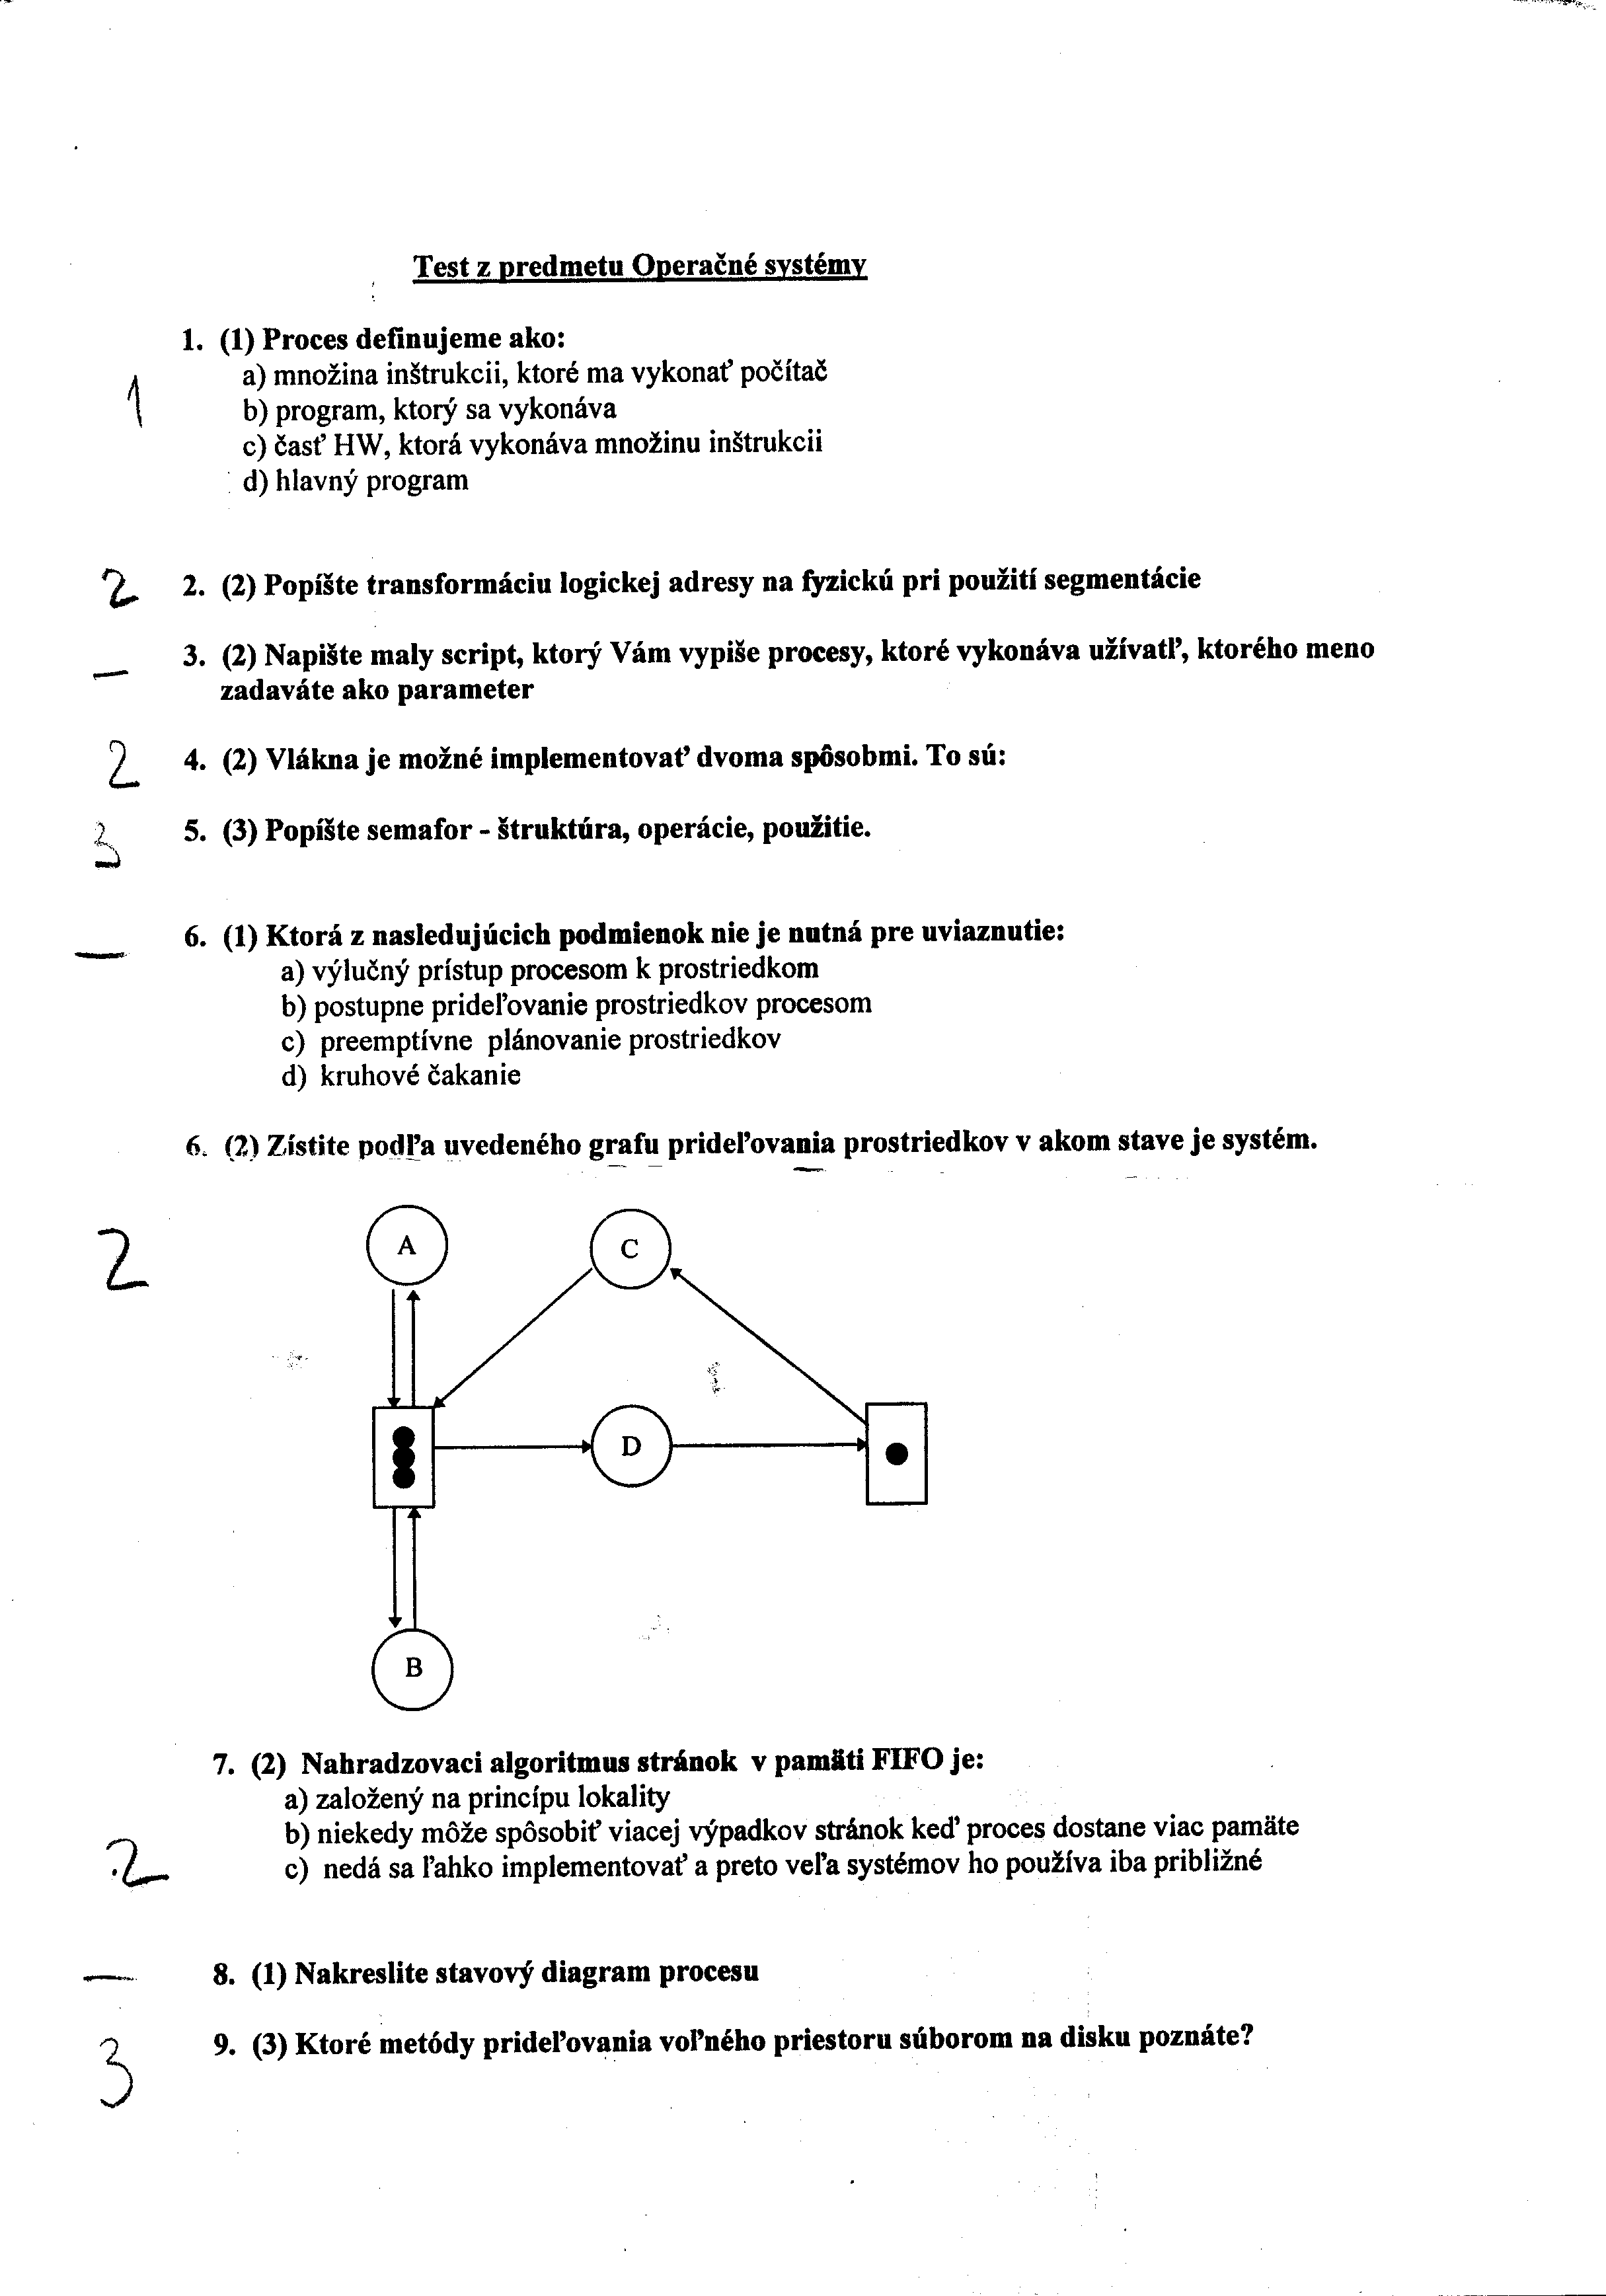 Test z predmetu Operačné systémy
1. (1) Proces definujeme ako:
a) množina inštrukcii, ktoré ma vykonať počítač
1
b) program, ktorý sa vykonáva
c) časť HW, ktorá vykonáva množinu inštrukcii
d) hlavný program
2 2. (2) Popíšte transformáciu logickej adresy na fyzickú pri použití segmentácie
– 3. (2) Napište maly script, ktorý Vám vypiše procesy, ktoré vykonáva užívatľ, ktorého meno
zadaváte ako parameter
2 4. (2) Vlákna je možné implementovať dvoma spôsobmi. To sú:
3 5. (3) Popíšte semafor - štruktúra, operácie, použitie.
– 6. (1) Ktorá z nasledujúcich podmienok nie je nutná pre uviaznutie:
a) výlučný prístup procesom k prostriedkom
b) postupne prideľovanie prostriedkov procesom
c) preemptívne plánovanie prostriedkov
d) kruhové čakanie
6. (2) Zístite podľa uvedeného grafu prideľovania prostriedkov v akom stave je systém.
2
A C
D
B
7. (2) Nahradzovaci algoritmus stránok v pamäti FIFO je:
a) založený na princípu lokality
b) niekedy môže spôsobiť viacej výpadkov stránok keď proces dostane viac pamäte
2 c) nedá sa ľahko implementovať a preto veľa systémov ho používa iba približné
– 8. (1) Nakreslite stavový diagram procesu
3 9. (3) Ktoré metódy prideľovania voľného priestoru súborom na disku poznáte?